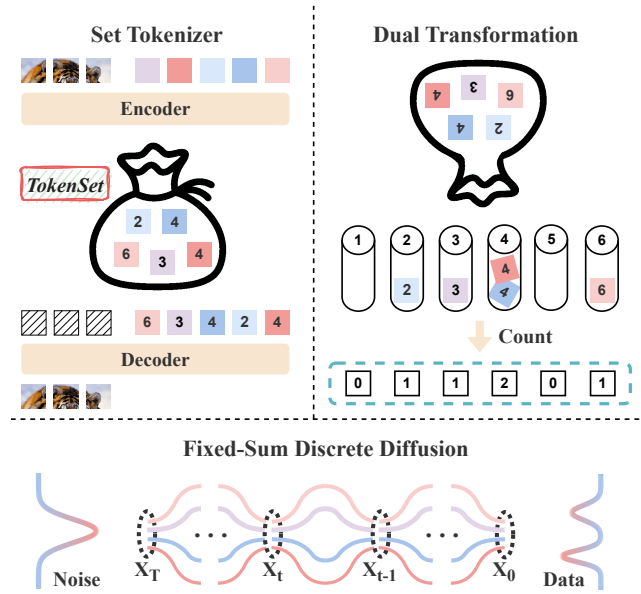 Set Tokenizer
Encoder
TokenSet
2 4
6 3 4
6 3 4 2 4
Decoder
Dual Transformation
4 3 6
4 2
1 2 3 4 5 6
4
2 3 4 6
Count
0 1 1 2 0 1
Fixed-Sum Discrete Diffusion
... ...
Noise X_T X_t X_t-1 X_0 Data